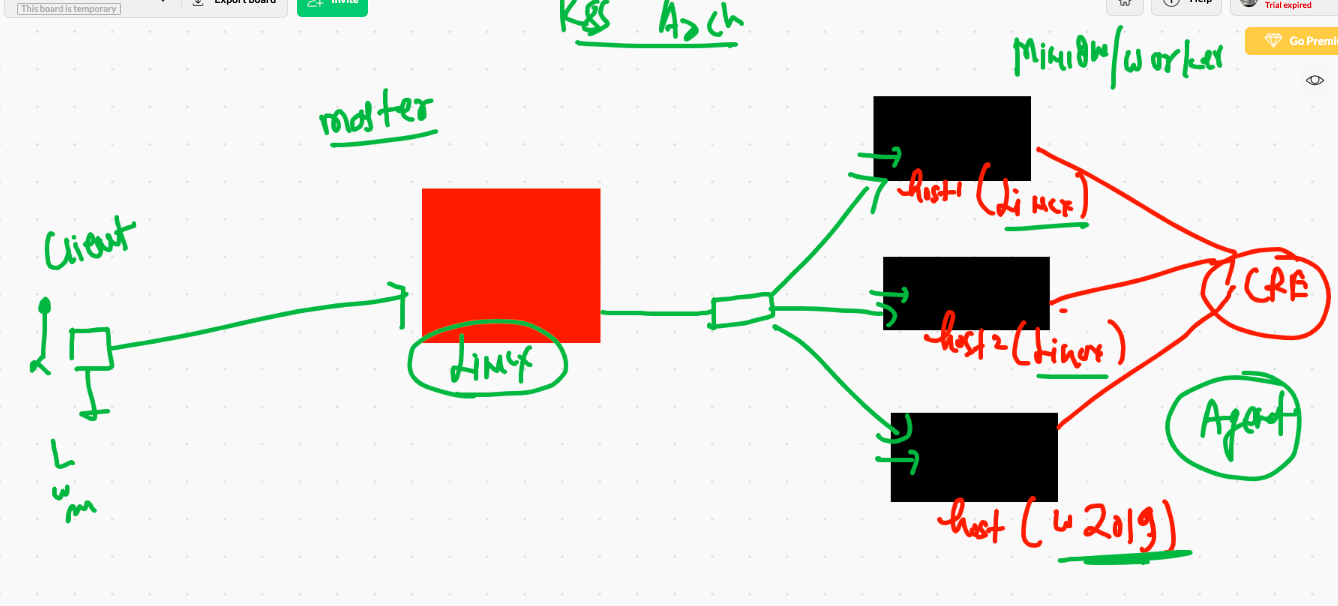 This board is temporary
Export board
Invite
Help
Trial expired
Go Premi
K8s Arch
Minion/worker
master
host1 (Linux)
Client
CRE
Linux
host2 (Linux)
Agent
L
w
m
host (w2019)